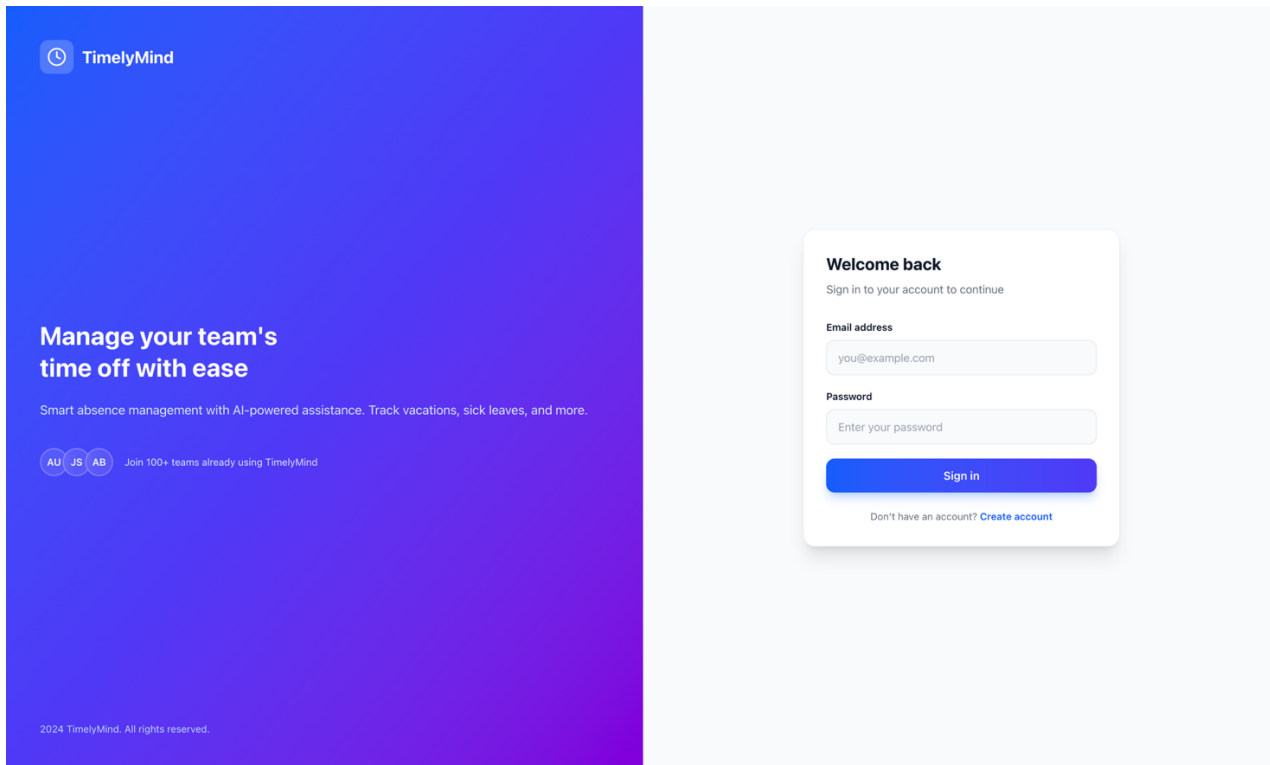 TimelyMind
Manage your team's
time off with ease
Smart absence management with AI-powered assistance. Track vacations, sick leaves, and more.
AU JS AB Join 100+ teams already using TimelyMind
2024 TimelyMind. All rights reserved.
Welcome back
Sign in to your account to continue
Email address
you@example.com
Password
Enter your password
Sign in
Don't have an account? Create account